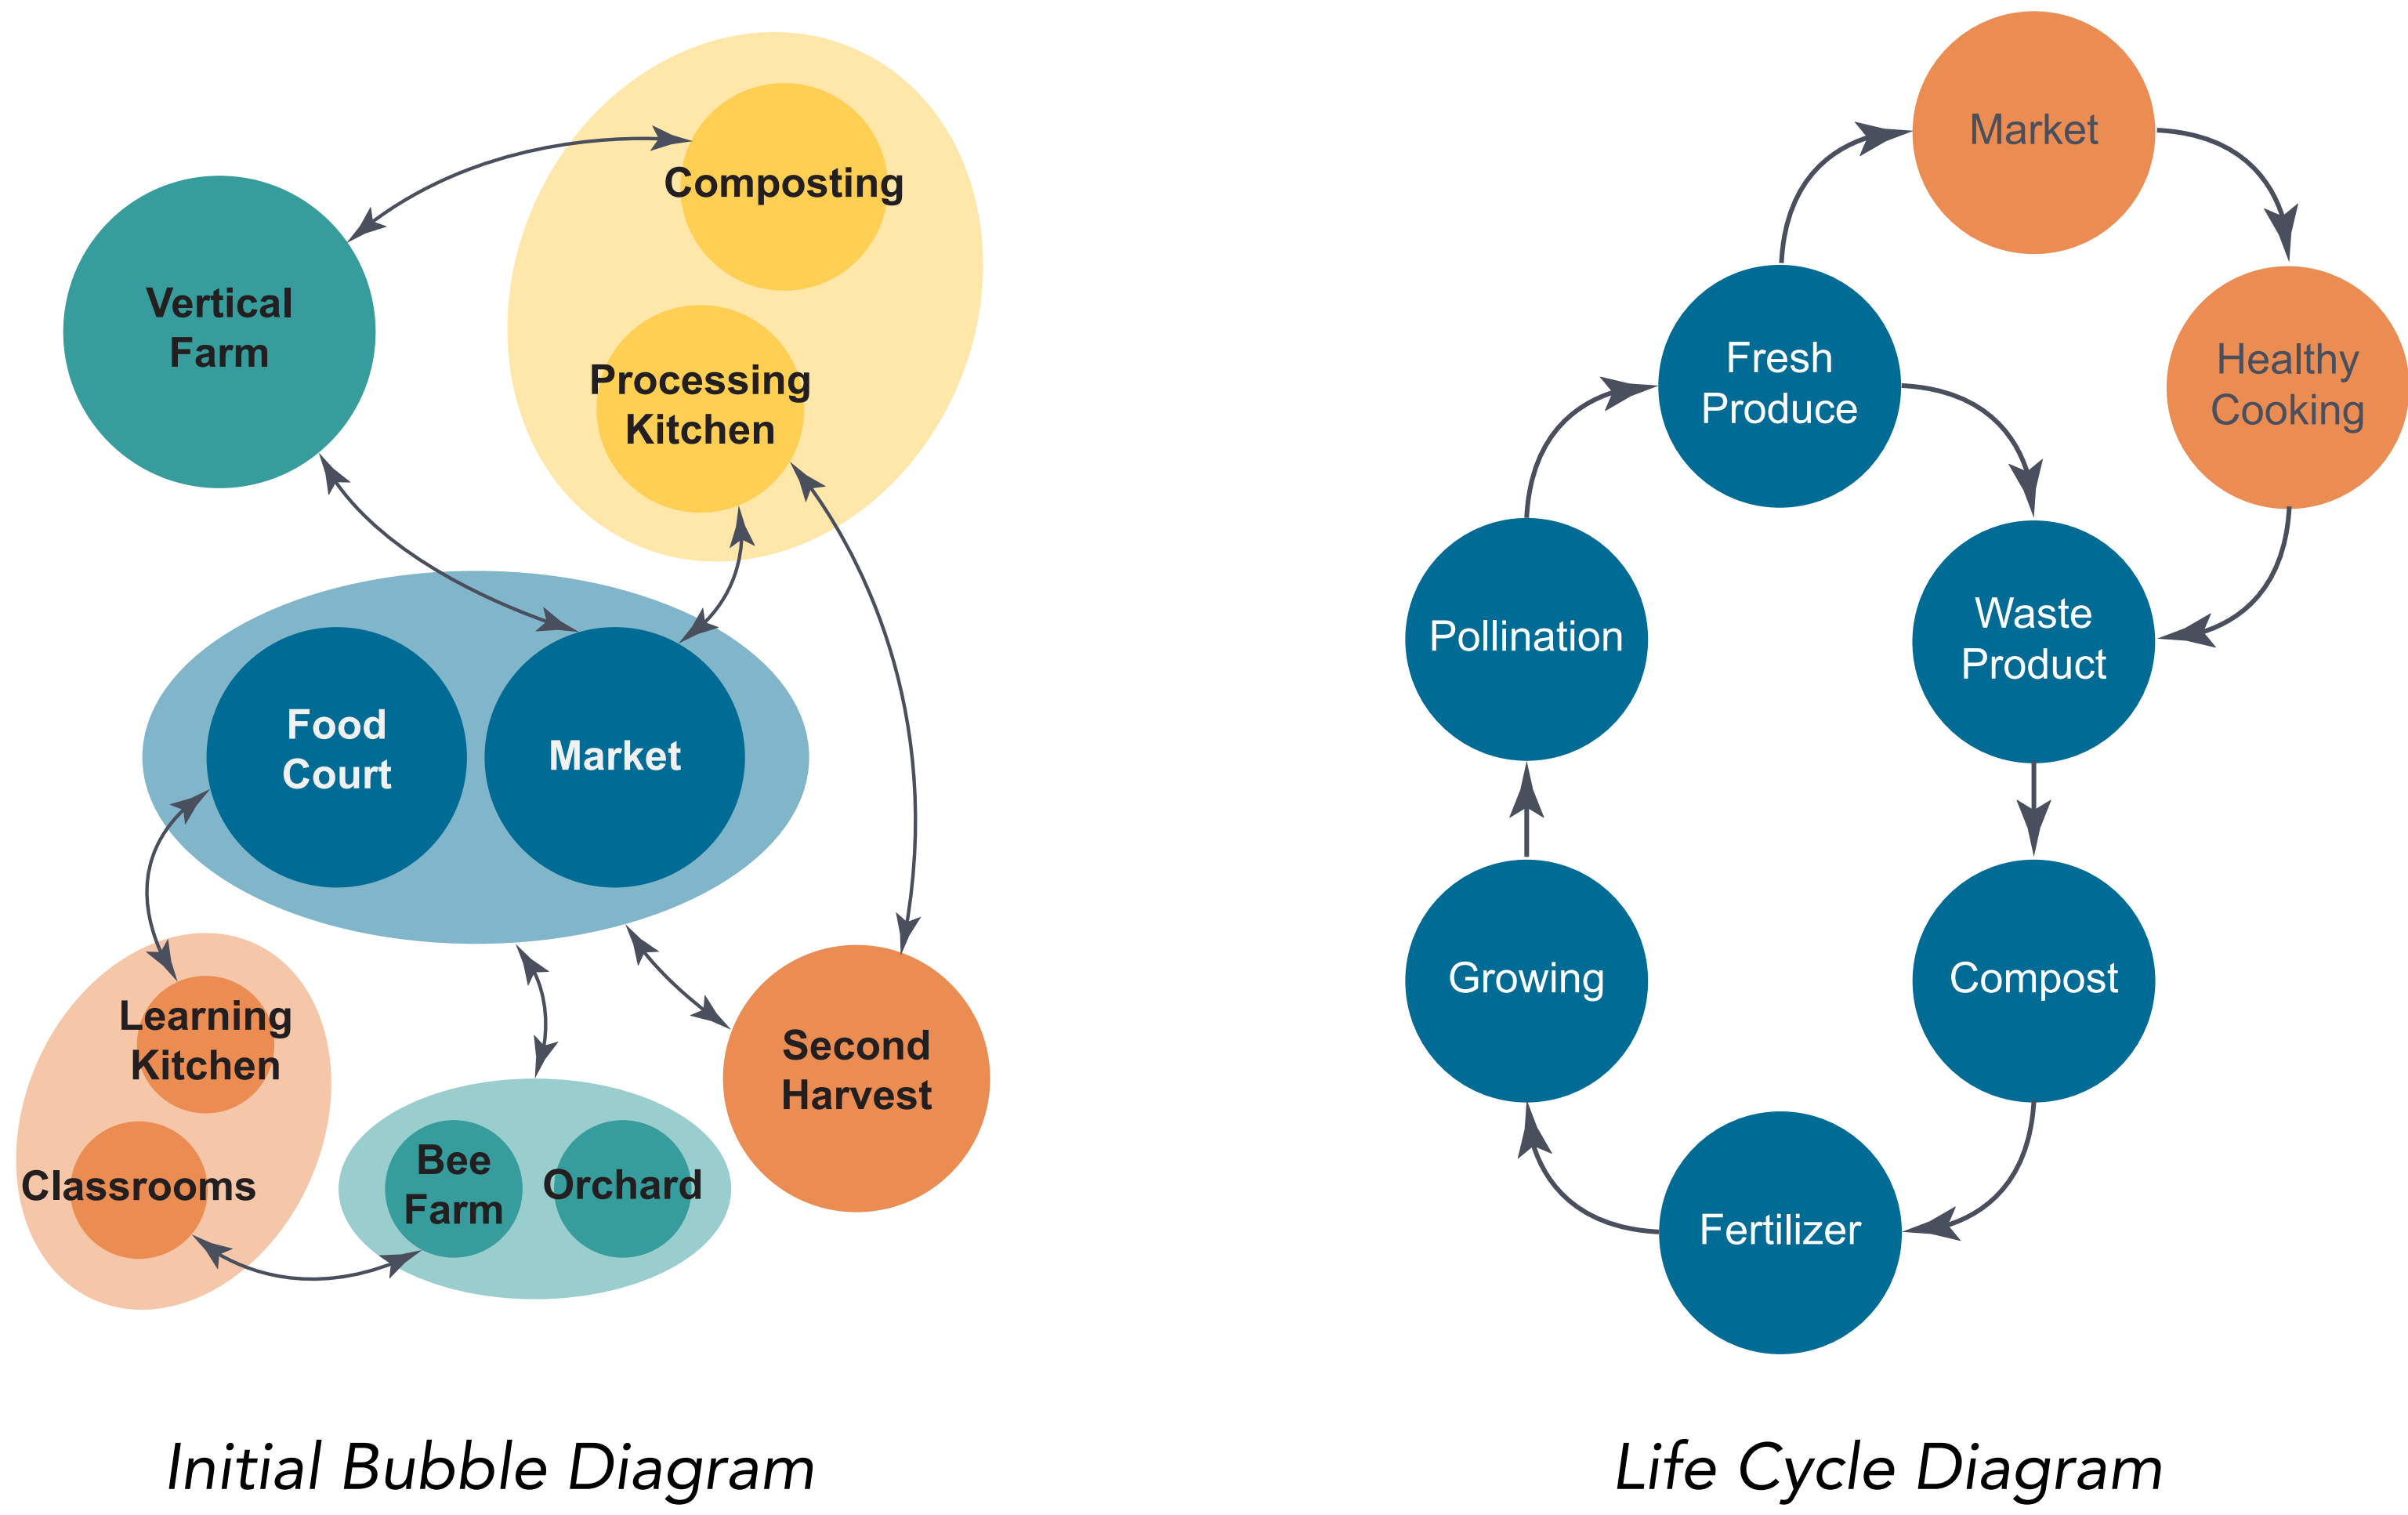 Composting
Vertical
Farm
Processing
Kitchen
Food
Court
Market
Learning
Kitchen
Classrooms
Second
Harvest
Bee
Farm
Orchard
Initial Bubble Diagram
Market
Fresh
Produce
Healthy
Cooking
Pollination
Waste
Product
Growing
Compost
Fertilizer
Life Cycle Diagram